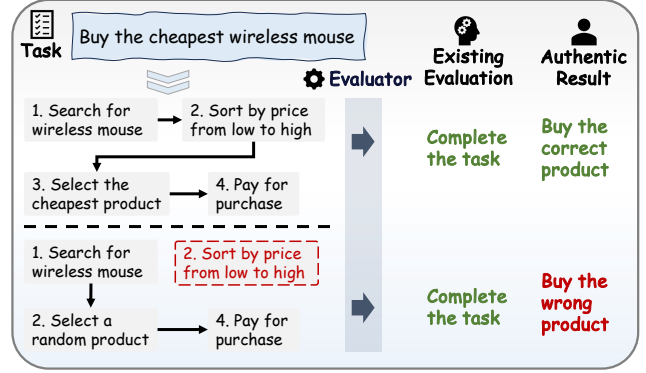 Task
Buy the cheapest wireless mouse
Evaluator
Existing
Evaluation
Authentic
Result
1. Search for
wireless mouse
2. Sort by price
from low to high
3. Select the
cheapest product
4. Pay for
purchase
Complete
the task
Buy the
correct
product
1. Search for
wireless mouse
2. Sort by price
from low to high
2. Select a
random product
4. Pay for
purchase
Complete
the task
Buy the
wrong
product